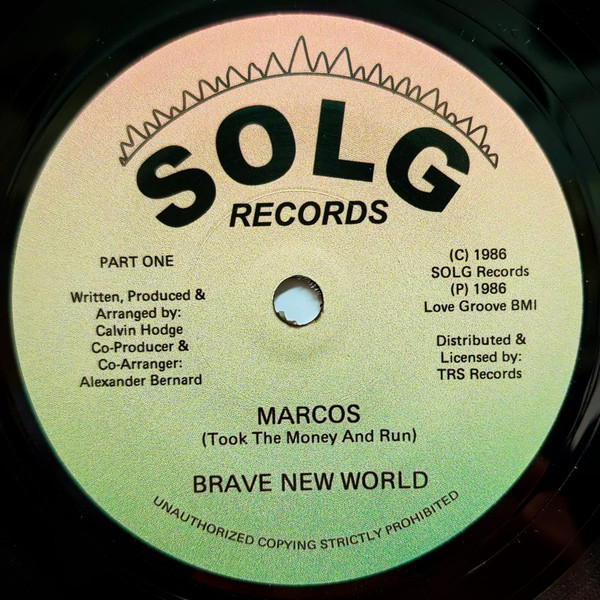 SOLG
RECORDS
PART ONE
Written, Produced &
Arranged by:
Calvin Hodge
Co-Producer &
Co-Arranger:
Alexander Bernard
(C) 1986
SOLG Records
(P) 1986
Love Groove BMI
Distributed &
Licensed by:
TRS Records
MARCOS
(Took The Money And Run)
BRAVE NEW WORLD
UNAUTHORIZED COPYING STRICTLY PROHIBITED